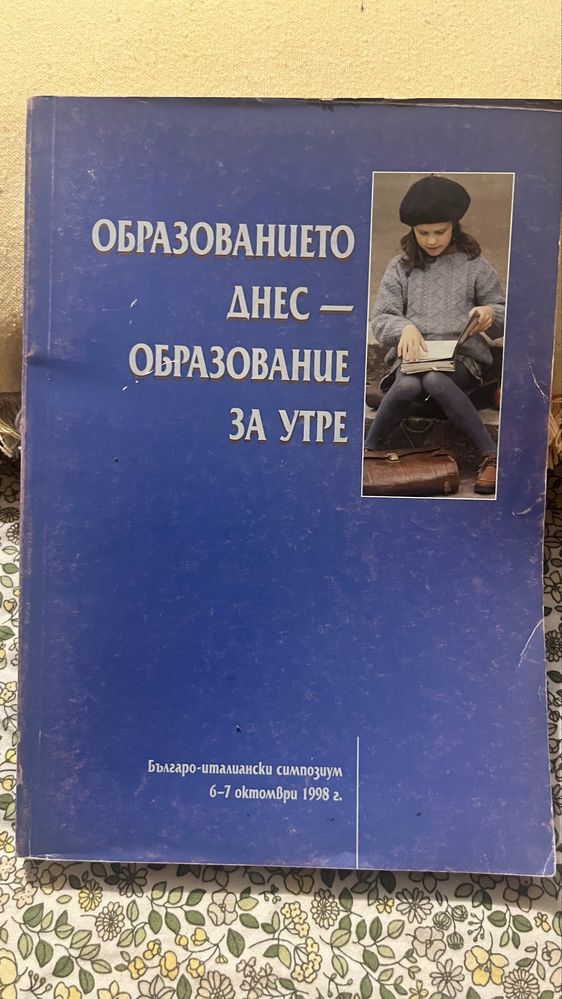 ОБРАЗОВАНИЕТО
ДНЕС –
ОБРАЗОВАНИЕ
ЗА УТРЕ
Българо-италиански симпозиум
6–7 октомври 1998 г.